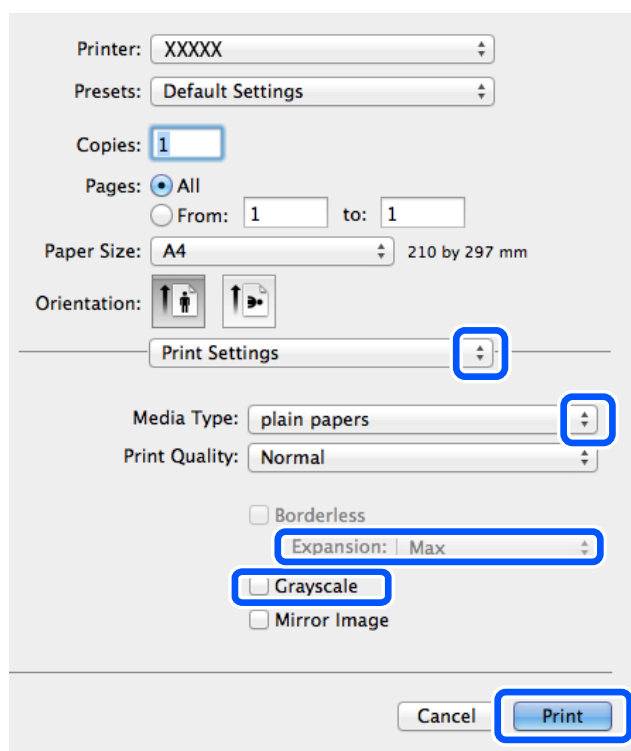 Printer: XXXXX
Presets: Default Settings
Copies: 1
Pages: All
From: 1 to: 1
Paper Size: A4 210 by 297 mm
Orientation:
Print Settings
Media Type: plain papers
Print Quality: Normal
Borderless
Expansion: Max
Grayscale
Mirror Image
Cancel Print